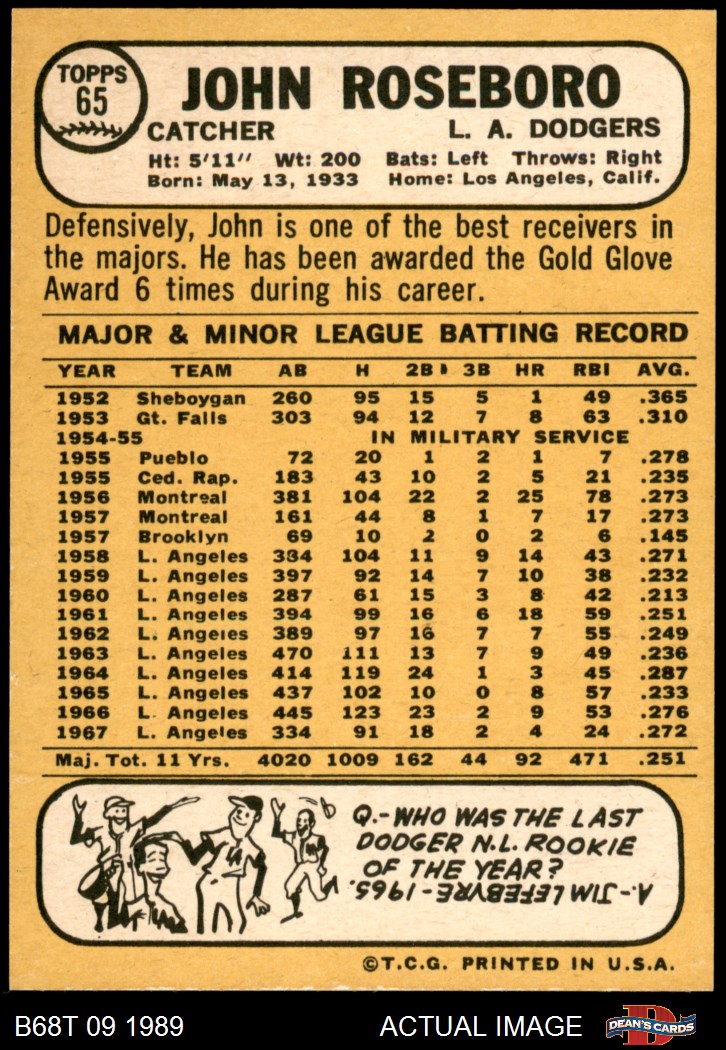 TOPPS
65
JOHN ROSEBORO
CATCHER L. A. DODGERS
Ht: 5'11" Wt: 200 Bats: Left Throws: Right
Born: May 13, 1933 Home: Los Angeles, Calif.
Defensively, John is one of the best receivers in
the majors. He has been awarded the Gold Glove
Award 6 times during his career.
MAJOR & MINOR LEAGUE BATTING RECORD
YEAR TEAM AB H 2B 3B HR RBI AVG.
1952 Sheboygan 260 95 15 5 1 49 .365
1953 Gt. Falls 303 94 12 7 8 63 .310
1954-55 IN MILITARY SERVICE
1955 Pueblo 72 20 1 2 1 7 .278
1955 Ced. Rap. 183 43 10 2 5 21 .235
1956 Montreal 381 104 22 2 25 78 .273
1957 Montreal 161 44 8 1 7 17 .273
1957 Brooklyn 69 10 2 0 2 6 .145
1958 L. Angeles 384 104 11 9 14 43 .271
1959 L. Angeles 397 92 14 7 10 38 .232
1960 L. Angeles 287 61 15 3 8 42 .213
1961 L. Angeles 394 99 16 6 18 59 .251
1962 L. Angeles 389 97 16 7 7 55 .249
1963 L. Angeles 470 111 13 7 9 49 .236
1964 L. Angeles 414 119 24 1 3 45 .287
1965 L. Angeles 437 102 10 0 8 57 .233
1966 L. Angeles 445 123 23 2 9 53 .276
1967 L. Angeles 334 91 18 2 4 24 .272
Maj. Tot. 11 Yrs. 4020 1009 162 44 92 471 .251
Q.-WHO WAS THE LAST
DODGER N.L. ROOKIE
OF THE YEAR?
A.-JIM LEFEBVRE-1965.
©T.C.G. PRINTED IN U.S.A.
B68T 09 1989 ACTUAL IMAGE D DEAN'S CARDS